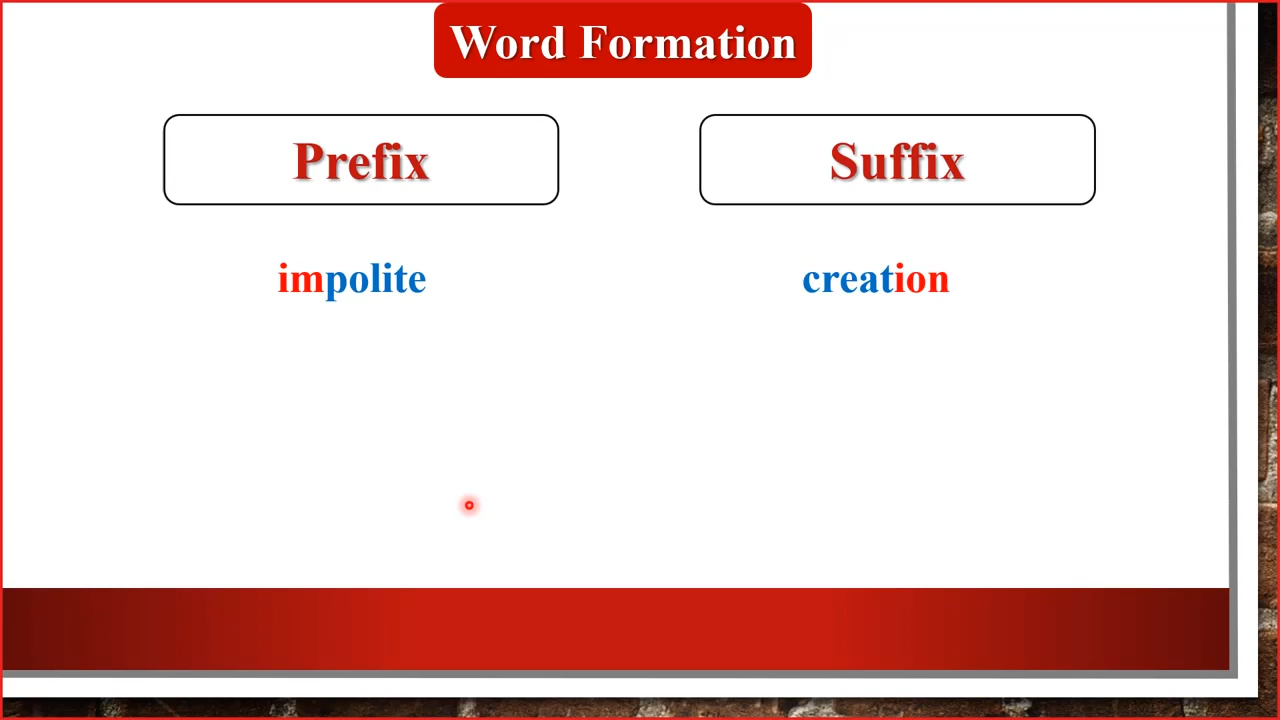 Word Formation
Prefix
Suffix
impolite
creation